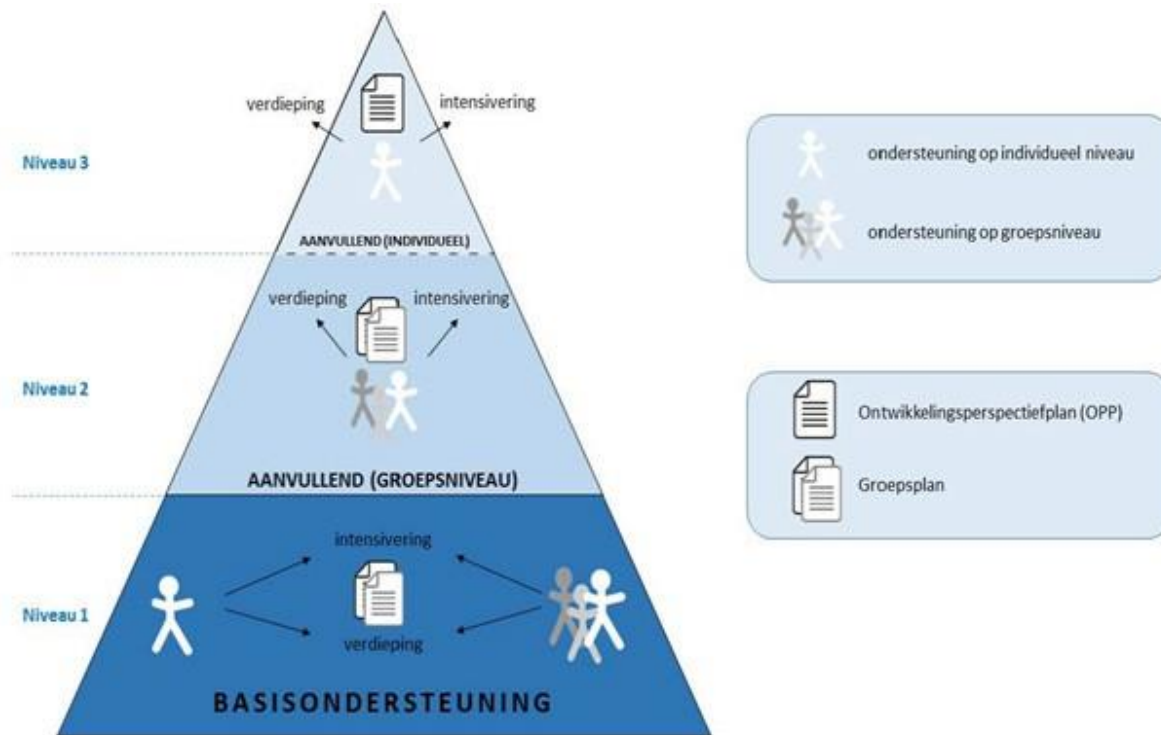 verdieping
intensivering
Niveau 3
AANVULLEND (INDIVIDUEEL)
verdieping
intensivering
Niveau 2
AANVULLEND (GROEPSNIVEAU)
intensivering
Niveau 1
verdieping
BASISONDERSTEUNING
ondersteuning op individueel niveau
ondersteuning op groepsniveau
Ontwikkelingsperspectiefplan (OPP)
Groepsplan